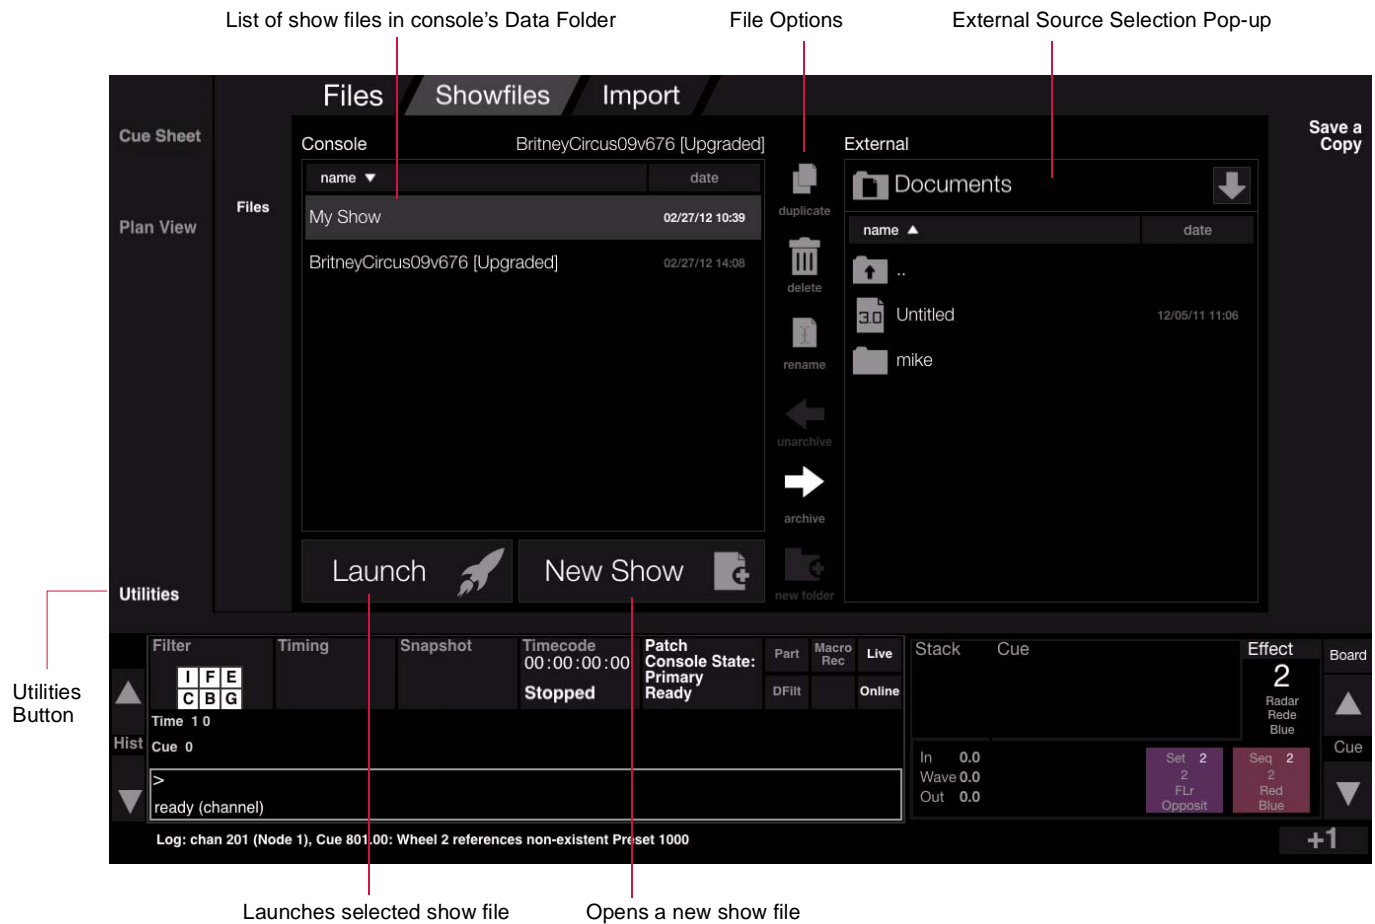 List of show files in console's Data Folder
File Options
External Source Selection Pop-up
Files
Showfiles
Import
Cue Sheet
Plan View
Utilities
Files
Save a
Copy
Console
BritneyCircus09v676 [Upgraded]
name ▼
date
My Show
02/27/12 10:39
BritneyCircus09v676 [Upgraded]
02/27/12 14:08
Launch
New Show
duplicate
delete
rename
unarchive
archive
new folder
External
Documents
name ▲
date
..
3.0 Untitled
12/05/11 11:06
mike
Utilities
Button
Filter
I F E
C B G
Timing
Snapshot
Timecode
00:00:00:00
Stopped
Patch
Console State:
Primary
Ready
Part
Macro
Rec
Live
DFilt
Online
Time 1 0
Hist
Cue 0
>
ready (channel)
Log: chan 201 (Node 1), Cue 801.00: Wheel 2 references non-existent Preset 1000
Stack
Cue
In 0.0
Wave 0.0
Out 0.0
Effect
2
Radar
Rede
Blue
Set 2
2
FLr
Opposit
Seq 2
2
Red
Blue
Board
Cue
+1
Launches selected show file
Opens a new show file